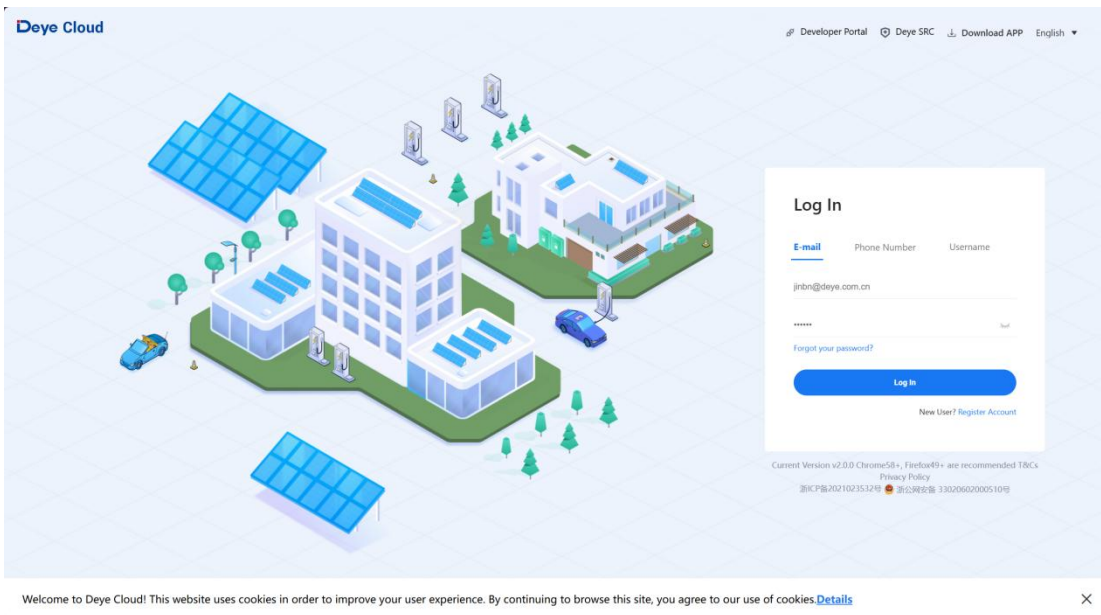 Deye Cloud
Developer Portal Deye SRC Download APP English
Log In
E-mail Phone Number Username
jinbn@deye.com.cn
••••••
Forgot your password?
Log In
New User? Register Account
Current Version v2.0.0 Chrome58+, Firefox49+ are recommended T&Cs
Privacy Policy
浙ICP备2021023532号 浙公网安备 33020602000510号
Welcome to Deye Cloud! This website uses cookies in order to improve your user experience. By continuing to browse this site, you agree to our use of cookies.Details